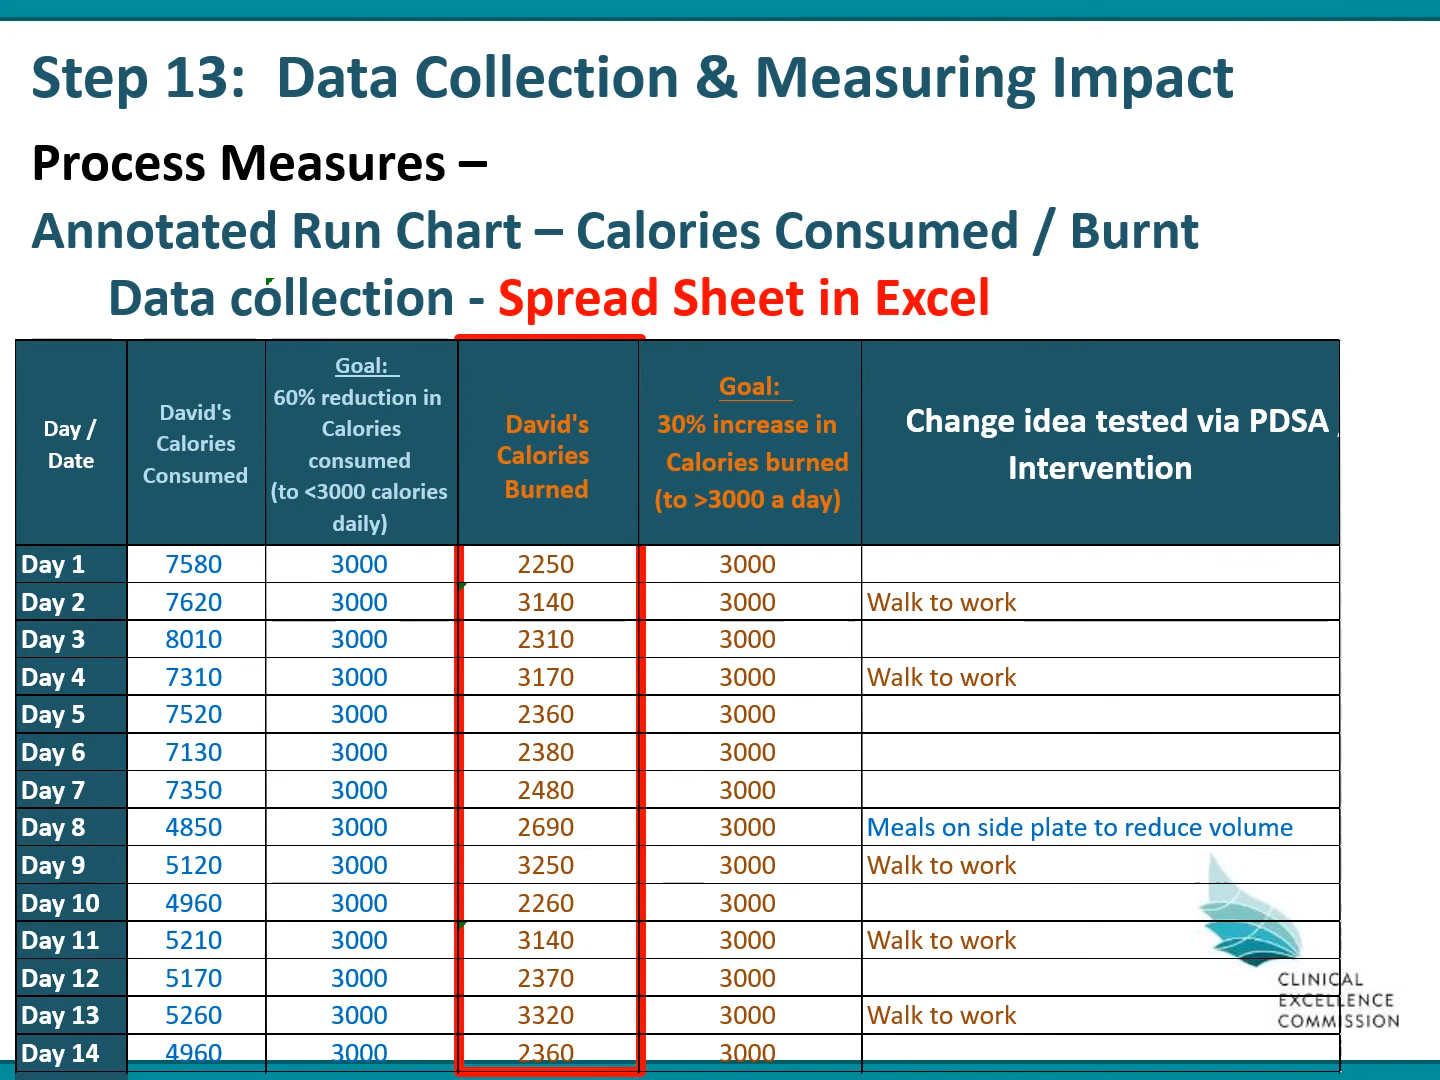 Step 13: Data Collection & Measuring Impact
Process Measures –
Annotated Run Chart – Calories Consumed / Burnt
Data collection - Spread Sheet in Excel
Day / Date David's Calories Consumed Goal: 60% reduction in Calories consumed (to <3000 calories daily) David's Calories Burned Goal: 30% increase in Calories burned (to >3000 a day) Change idea tested via PDSA / Intervention
Day 1 7580 3000 2250 3000
Day 2 7620 3000 3140 3000 Walk to work
Day 3 8010 3000 2310 3000
Day 4 7310 3000 3170 3000 Walk to work
Day 5 7520 3000 2360 3000
Day 6 7130 3000 2380 3000
Day 7 7350 3000 2480 3000
Day 8 4850 3000 2690 3000 Meals on side plate to reduce volume
Day 9 5120 3000 3250 3000 Walk to work
Day 10 4960 3000 2260 3000
Day 11 5210 3000 3140 3000 Walk to work
Day 12 5170 3000 2370 3000
Day 13 5260 3000 3320 3000 Walk to work
Day 14 4960 3000 2360 3000
CLINICAL
EXCELLENCE
COMMISSION